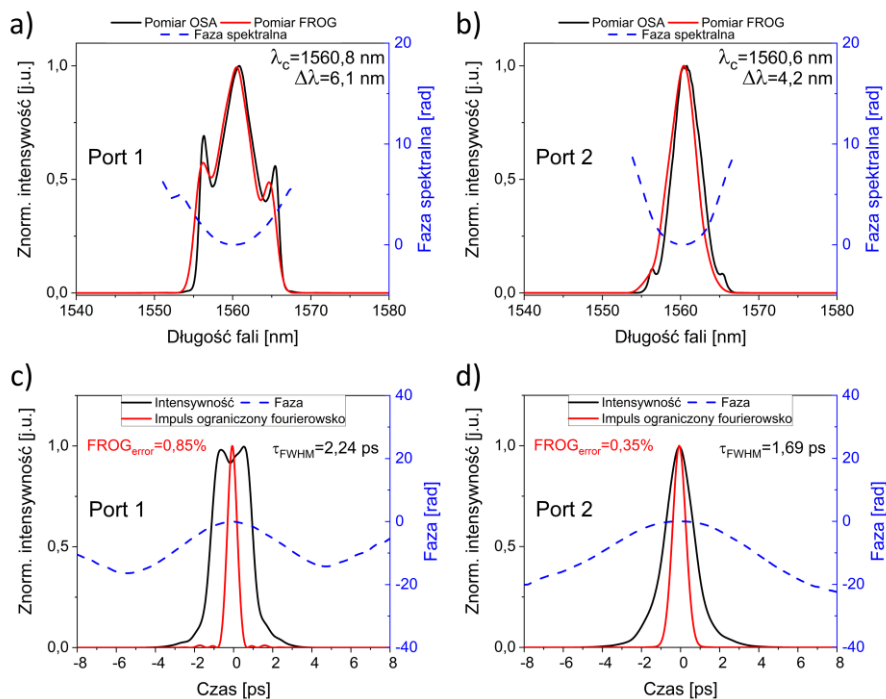 a)
Pomiar OSA
Pomiar FROG
Faza spektralna
λC=1560,8 nm
Δλ=6,1 nm
Port 1
Znorm. intensywność [j.u.]
1,0
0,5
0,0
20
10
0
Faza spektralna [rad]
1540
1550
1560
1570
1580
Długość fali [nm]
b)
Pomiar OSA
Pomiar FROG
Faza spektralna
λC=1560,6 nm
Δλ=4,2 nm
Port 2
Znorm. intensywność [j.u.]
1,0
0,5
0,0
20
10
0
Faza spektralna [rad]
1540
1550
1560
1570
1580
Długość fali [nm]
c)
Intensywność
Faza
Impuls ograniczony fourierowsko
FROGerror=0,85%
τFWHM=2,24 ps
Port 1
Znorm. intensywność [j.u.]
1,0
0,5
0,0
40
20
0
-20
-40
Faza [rad]
-8
-6
-4
-2
0
2
4
6
8
Czas [ps]
d)
Intensywność
Faza
Impuls ograniczony fourierowsko
FROGerror=0,35%
τFWHM=1,69 ps
Port 2
Znorm. intensywność [j.u.]
1,0
0,5
0,0
40
20
0
-20
-40
Faza [rad]
-8
-6
-4
-2
0
2
4
6
8
Czas [ps]